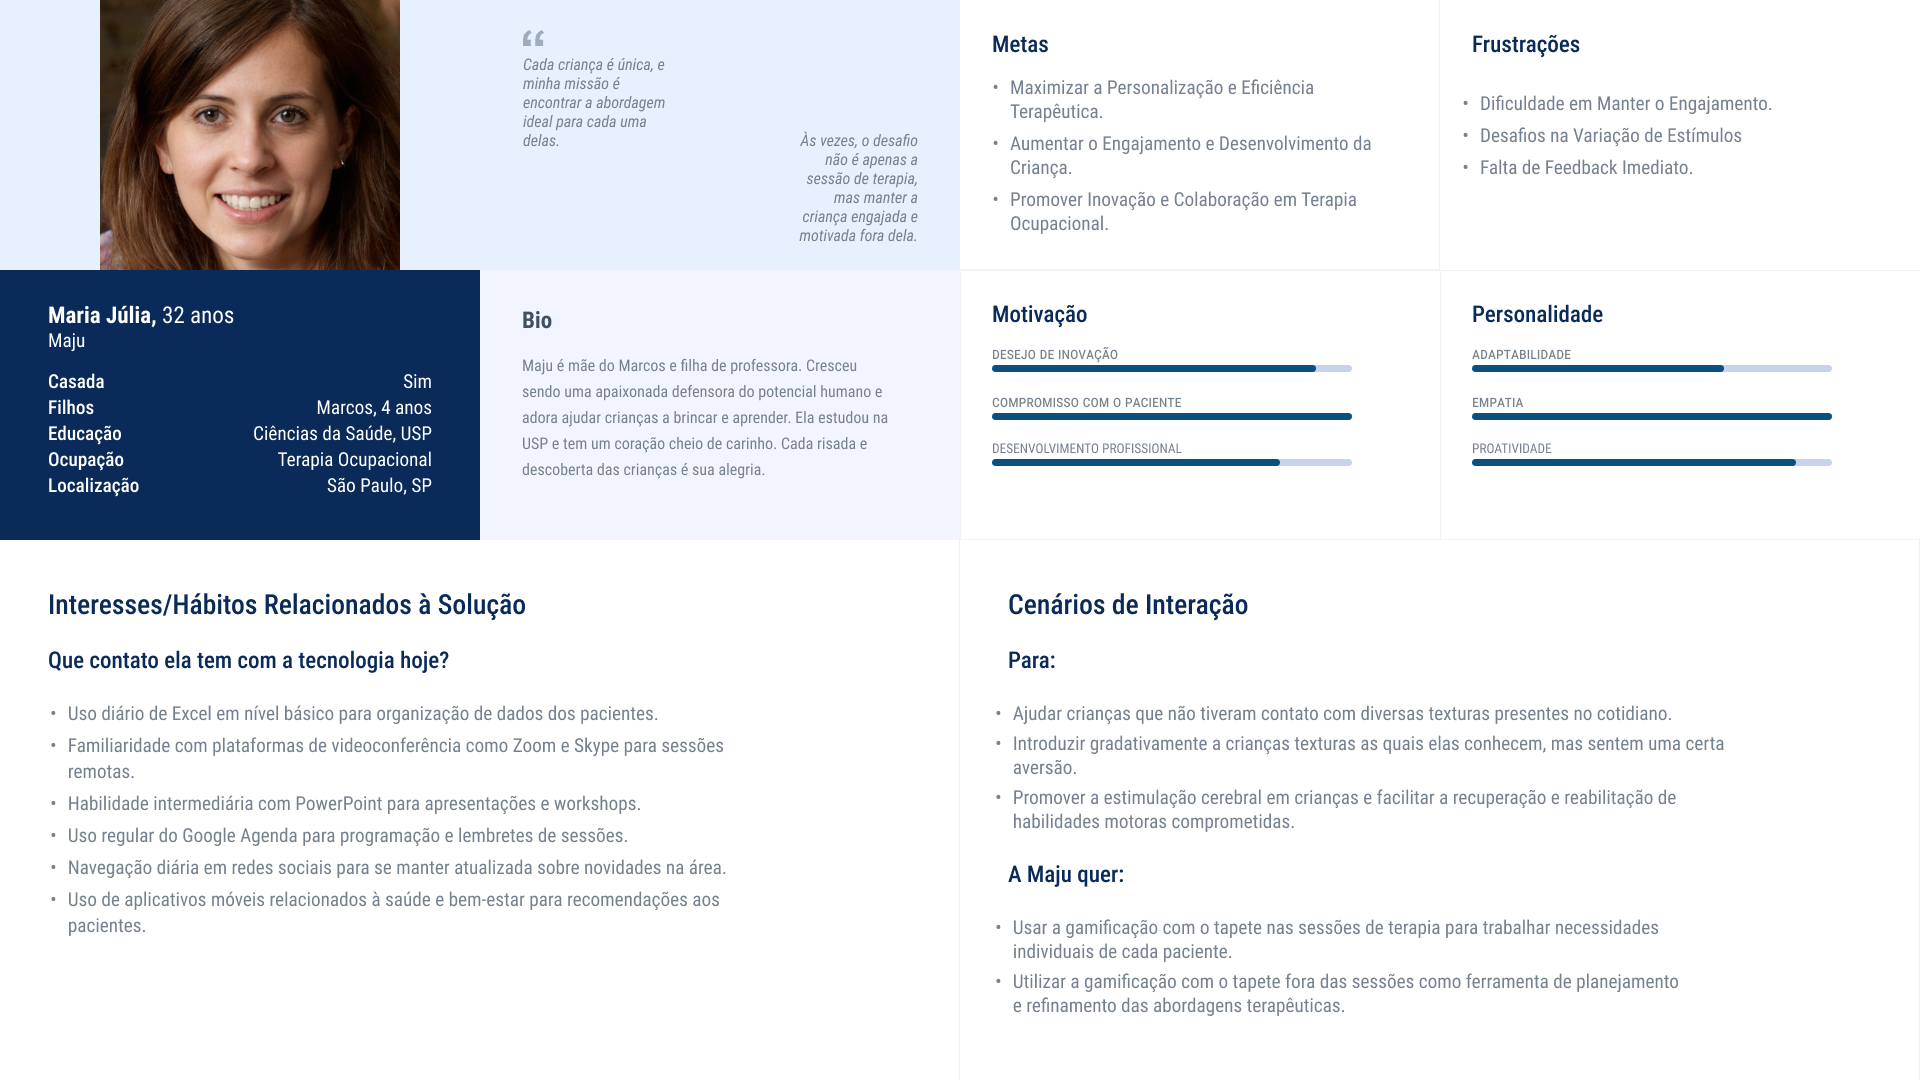 “
Cada criança é única, e
minha missão é
encontrar a abordagem
ideal para cada uma
delas.
Às vezes, o desafio
não é apenas a
sessão de terapia,
mas manter a
criança engajada e
motivada fora dela.
Metas
• Maximizar a Personalização e Eficiência
Terapêutica.
• Aumentar o Engajamento e Desenvolvimento da
Criança.
• Promover Inovação e Colaboração em Terapia
Ocupacional.
Frustrações
• Dificuldade em Manter o Engajamento.
• Desafios na Variação de Estímulos
• Falta de Feedback Imediato.
Maria Júlia, 32 anos
Maju
Casada Sim
Filhos Marcos, 4 anos
Educação Ciências da Saúde, USP
Ocupação Terapia Ocupacional
Localização São Paulo, SP
Bio
Maju é mãe do Marcos e filha de professora. Cresceu
sendo uma apaixonada defensora do potencial humano e
adora ajudar crianças a brincar e aprender. Ela estudou na
USP e tem um coração cheio de carinho. Cada risada e
descoberta das crianças é sua alegria.
Motivação
DESEJO DE INOVAÇÃO
COMPROMISSO COM O PACIENTE
DESENVOLVIMENTO PROFISSIONAL
Personalidade
ADAPTABILIDADE
EMPATIA
PROATIVIDADE
Interesses/Hábitos Relacionados à Solução
Que contato ela tem com a tecnologia hoje?
• Uso diário de Excel em nível básico para organização de dados dos pacientes.
• Familiaridade com plataformas de videoconferência como Zoom e Skype para sessões
remotas.
• Habilidade intermediária com PowerPoint para apresentações e workshops.
• Uso regular do Google Agenda para programação e lembretes de sessões.
• Navegação diária em redes sociais para se manter atualizada sobre novidades na área.
• Uso de aplicativos móveis relacionados à saúde e bem-estar para recomendações aos
pacientes.
Cenários de Interação
Para:
• Ajudar crianças que não tiveram contato com diversas texturas presentes no cotidiano.
• Introduzir gradativamente a crianças texturas as quais elas conhecem, mas sentem uma certa
aversão.
• Promover a estimulação cerebral em crianças e facilitar a recuperação e reabilitação de
habilidades motoras comprometidas.
A Maju quer:
• Usar a gamificação com o tapete nas sessões de terapia para trabalhar necessidades
individuais de cada paciente.
• Utilizar a gamificação com o tapete fora das sessões como ferramenta de planejamento
e refinamento das abordagens terapêuticas.